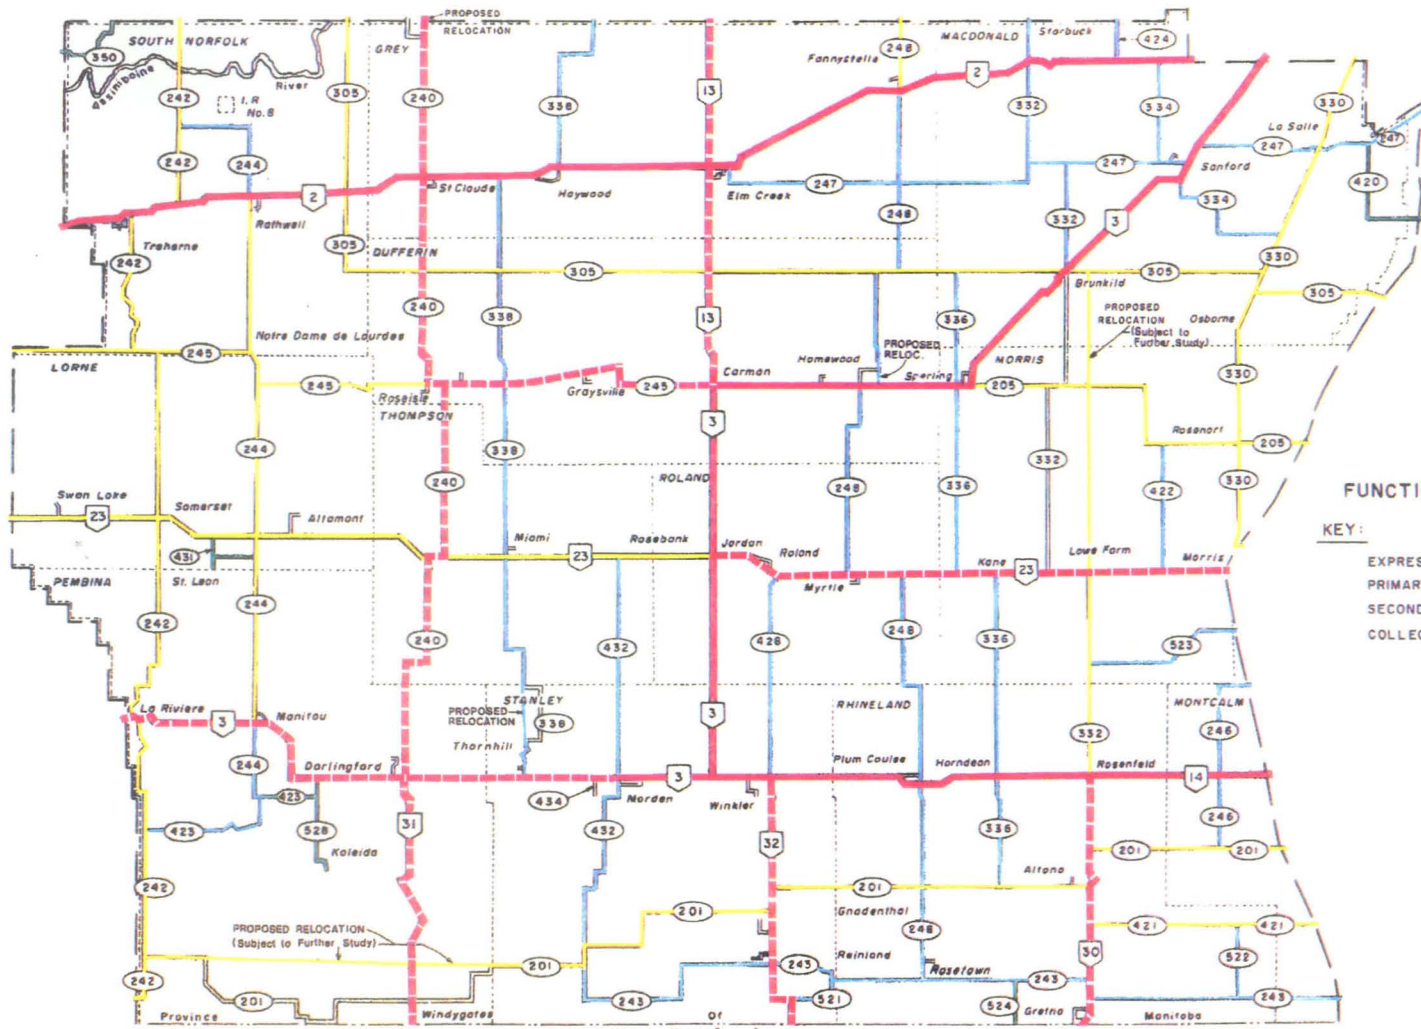 PROPOSED
RELOCATION
GREY
SOUTH NORFOLK
350
Assiniboine
River
I.R
No.8
242
305
240
338
13
Fannystelle
248
MACDONALD
Starbuck
424
2
332
334
330
La Salle
247
247
420
242
244
St Claude
Haywood
Elm Creek
247
247
Sanford
334
2
Rathwell
248
332
3
Treherne
242
305
DUFFERIN
305
305
330
305
Brunkild
240
338
13
336
PROPOSED
RELOCATION
(Subject to
Further Study)
Osborne
Notre Dame de Lourdes
245
LORNE
245
Roseisle
THOMPSON
Graysville
245
Carman
Homewood
PROPOSED
RELOC.
Sperling
MORRIS
205
330
3
Rosenort
205
244
338
240
ROLAND
248
336
332
422
330
Swan Lake
23
Somerset
Altamont
431
St. Leon
Miami
23
Rosebank
Jordan
Roland
Myrtle
Kane
23
Lowe Farm
Morris
PEMBINA
244
242
240
432
428
248
336
523
FUNCTI
KEY:
EXPRES
PRIMAR
SECOND
COLLEC
La Riviere
3
Manitou
STANLEY
PROPOSED
RELOCATION
338
Thornhill
3
RHINELAND
332
MONTCALM
246
244
Darlingford
434
Morden
3
Winkler
Plum Coulee
Horndean
Rosenfeld
14
423
423
528
Kaleida
31
432
32
336
246
201
201
242
201
201
Altona
Gnadenthal
PROPOSED RELOCATION
(Subject to Further Study)
201
248
421
421
Reinland
Rosetown
243
243
30
522
242
201
243
521
524
Gretna
243
Province
Windygates
Of
Manitoba